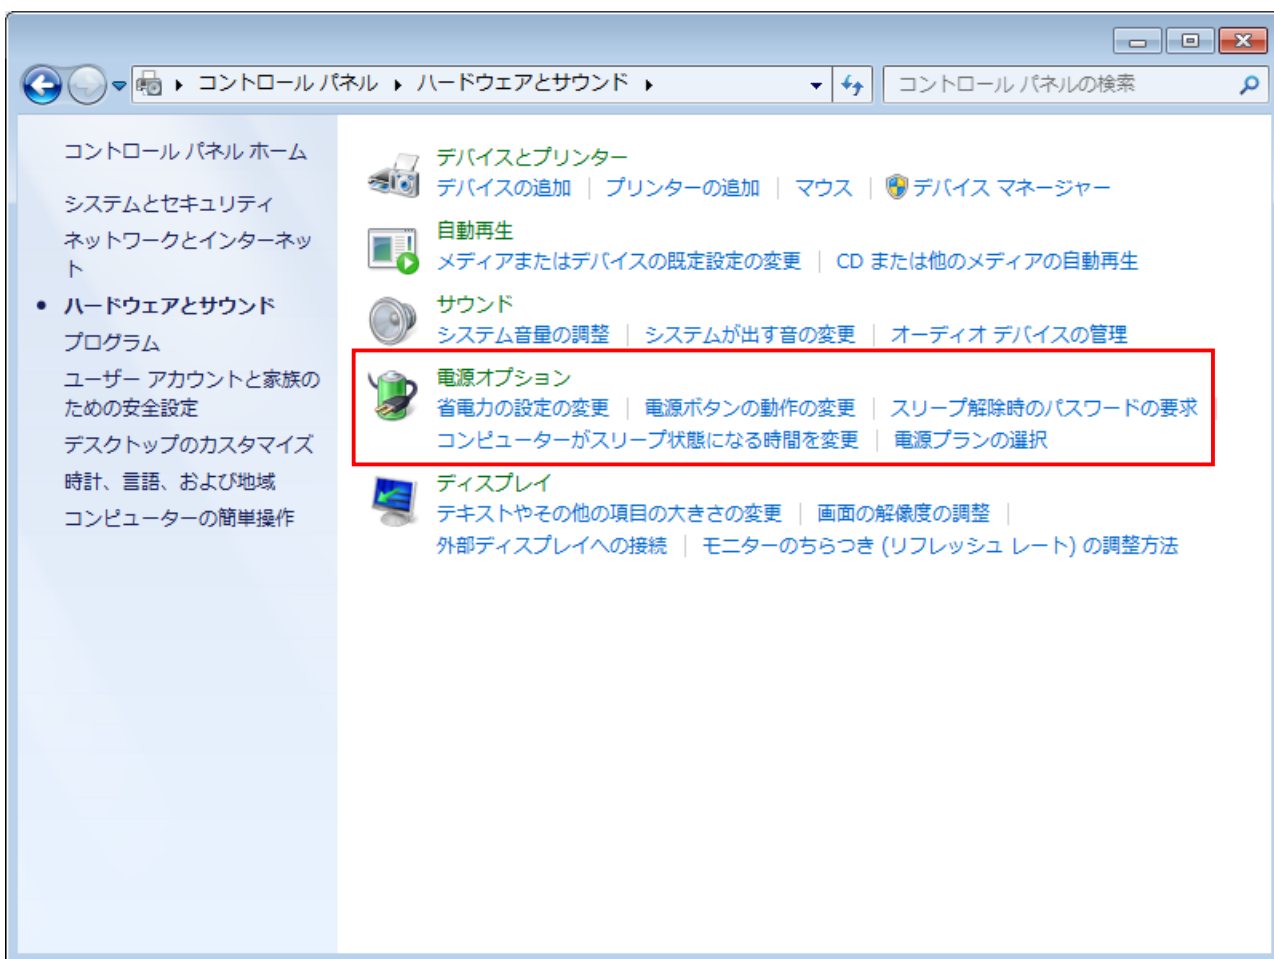 コントロール パネル ハードウェアとサウンド
コントロール パネルの検索
コントロール パネル ホーム
システムとセキュリティ
ネットワークとインターネッ
ト
ハードウェアとサウンド
プログラム
ユーザー アカウントと家族の
ための安全設定
デスクトップのカスタマイズ
時計、言語、および地域
コンピューターの簡単操作
デバイスとプリンター
デバイスの追加 プリンターの追加 マウス デバイス マネージャー
自動再生
メディアまたはデバイスの既定設定の変更 CD または他のメディアの自動再生
サウンド
システム音量の調整 システムが出す音の変更 オーディオ デバイスの管理
電源オプション
省電力の設定の変更 電源ボタンの動作の変更 スリープ解除時のパスワードの要求
コンピューターがスリープ状態になる時間を変更 電源プランの選択
ディスプレイ
テキストやその他の項目の大きさの変更 画面の解像度の調整
外部ディスプレイへの接続 モニターのちらつき (リフレッシュ レート) の調整方法